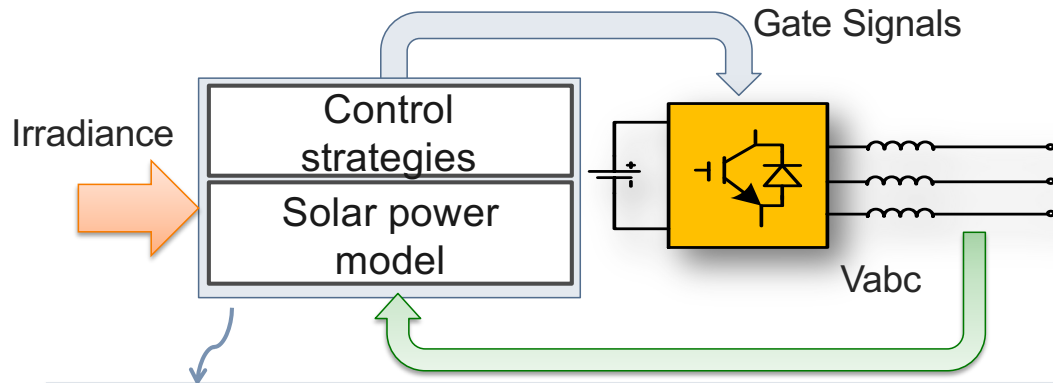 Gate Signals
Control
strategies
Irradiance
Solar power
model
Vabc